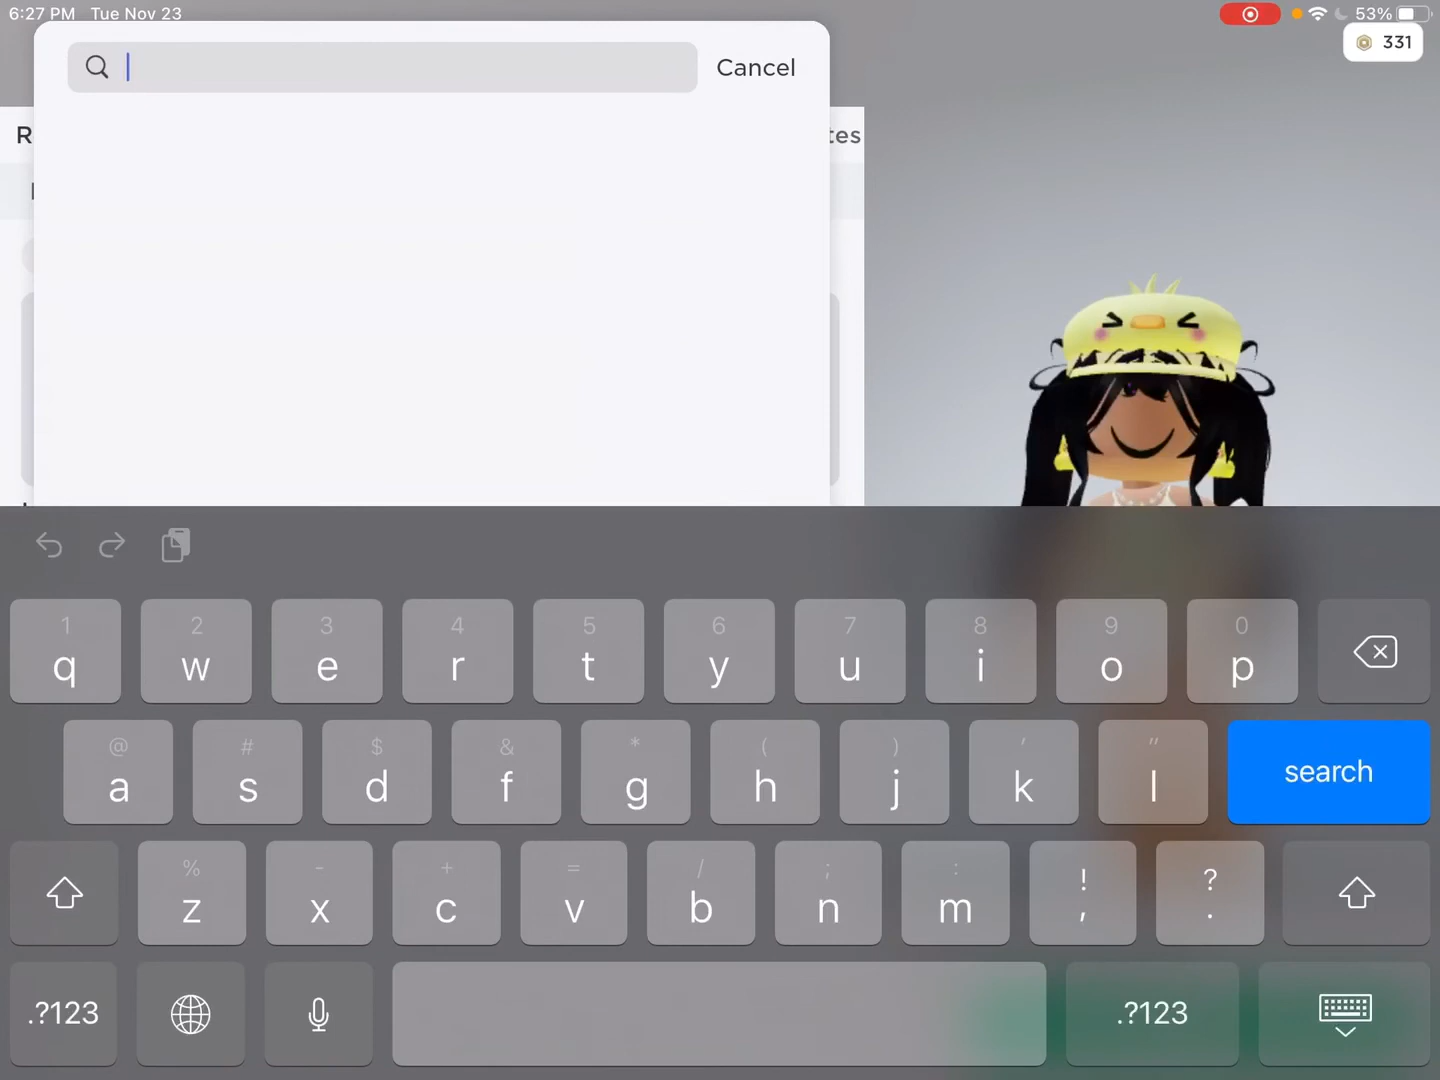 6:27 PM Tue Nov 23
53%
331
Cancel
R
tes
1 2 3 4 5 6 7 8 9 0
q w e r t y u i o p
@ # $ & * ( ) ' "
a s d f g h j k l search
% - + = / ; : ! ?
z x c v b n m , .
.?123 .?123